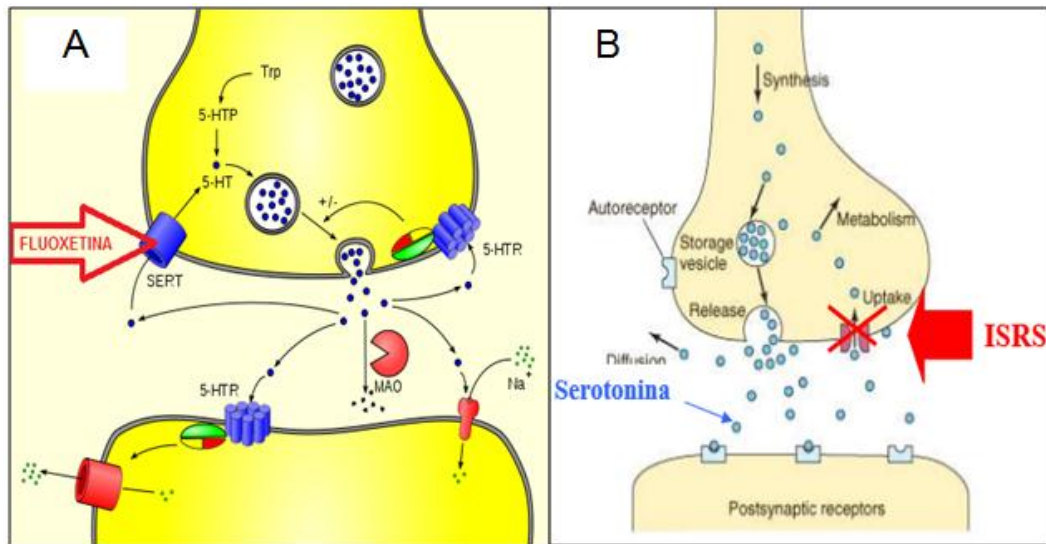 A
Trp
5-HTP
5-HT
+/-
FLUOXETINA
SERT
5-HTR
MAO
Na+
5-HTR
B
Synthesis
Autoreceptor
Metabolism
Storage
vesicle
Release
Uptake
ISRS
Diffusion
Serotonina
Postsynaptic receptors